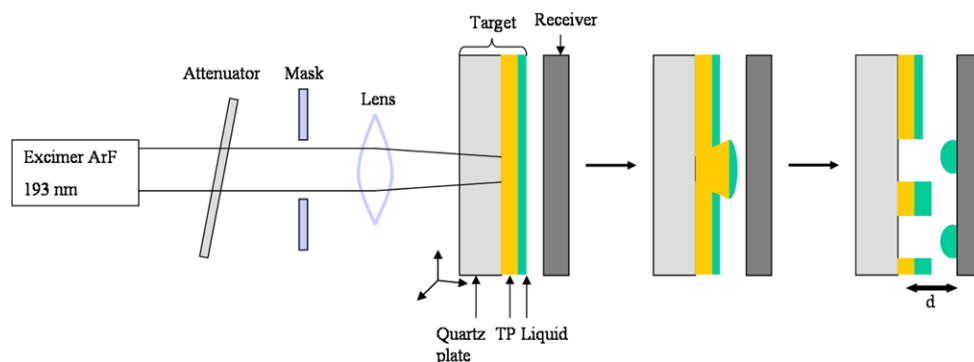 Target
Receiver
Attenuator
Mask
Lens
Excimer ArF
193 nm
Quartz
plate
TP
Liquid
d